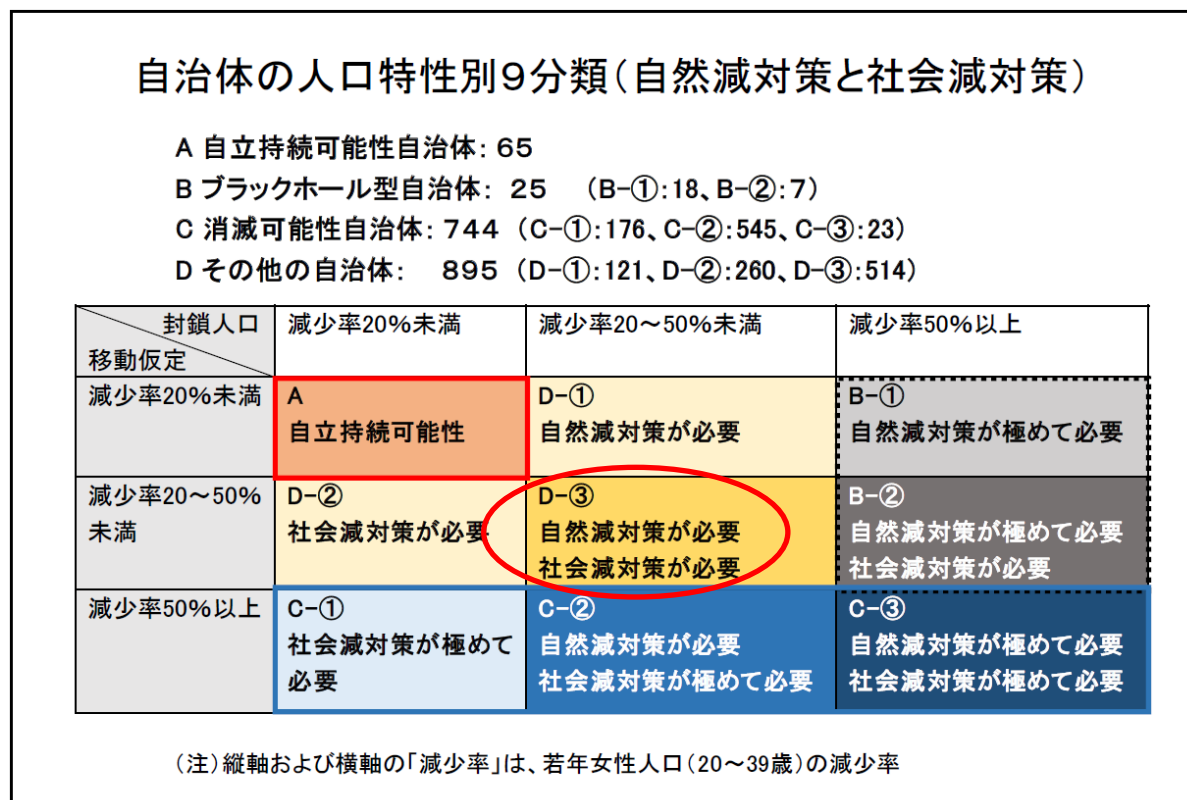 自治体の人口特性別9分類(自然減対策と社会減対策)
A 自立持続可能性自治体: 65
B ブラックホール型自治体: 25 (B-①:18、B-②:7)
C 消滅可能性自治体: 744 (C-①:176、C-②:545、C-③:23)
D その他の自治体: 895 (D-①:121、D-②:260、D-③:514)
封鎖人口
移動仮定
減少率20%未満
減少率20~50%未満
減少率50%以上
減少率20%未満
A
自立持続可能性
D-①
自然減対策が必要
B-①
自然減対策が極めて必要
減少率20~50%
未満
D-②
社会減対策が必要
D-③
自然減対策が必要
社会減対策が必要
B-②
自然減対策が極めて必要
社会減対策が必要
減少率50%以上
C-①
社会減対策が極めて
必要
C-②
自然減対策が必要
社会減対策が極めて必要
C-③
自然減対策が極めて必要
社会減対策が極めて必要
(注)縦軸および横軸の「減少率」は、若年女性人口(20~39歳)の減少率